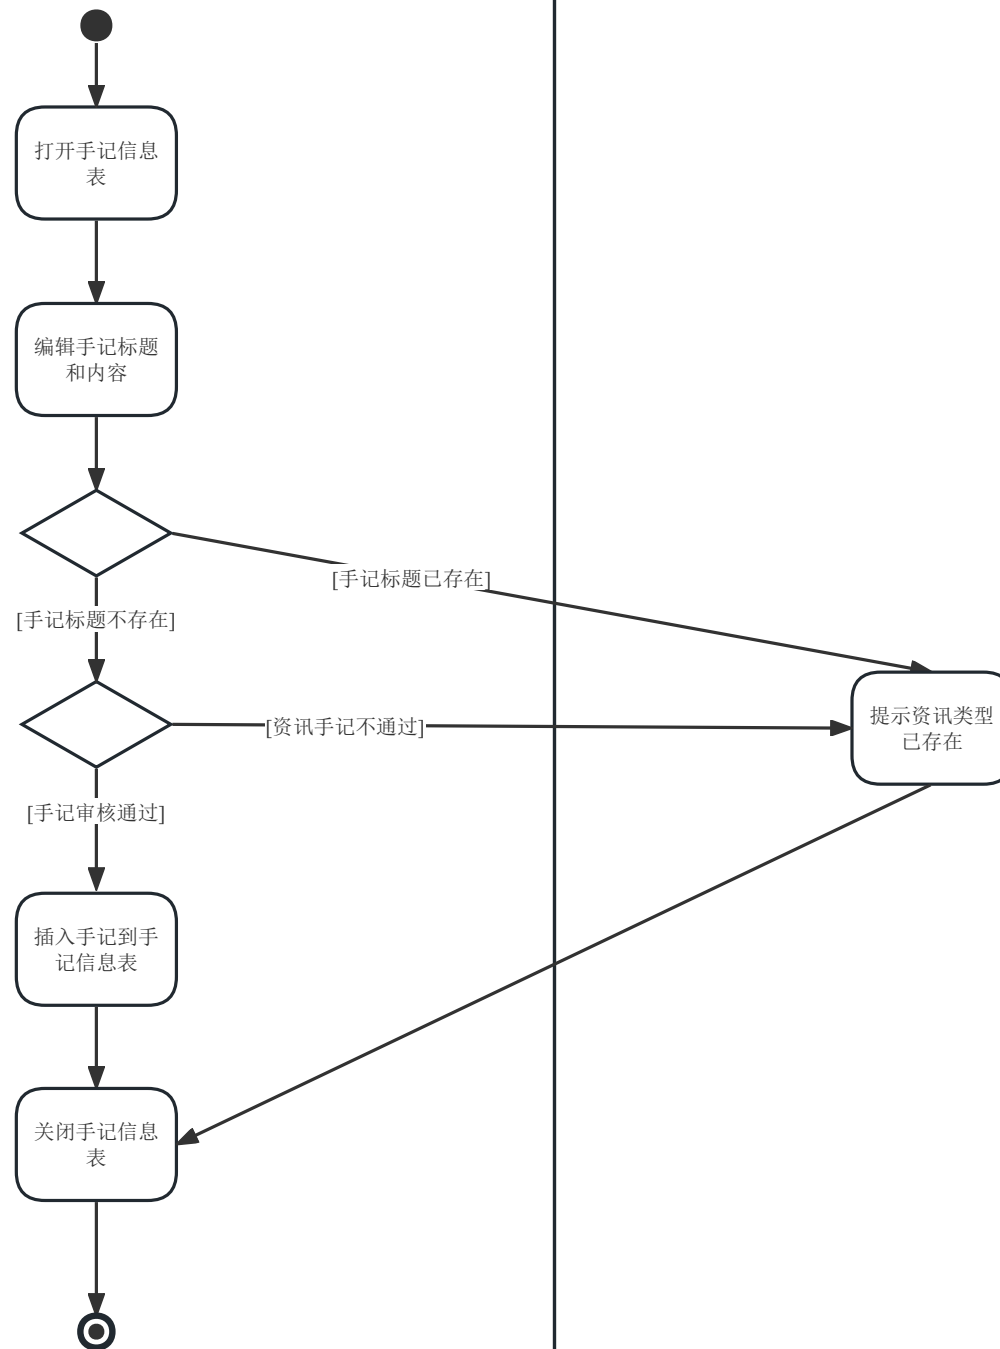 打开手记信息
表
编辑手记标题
和内容
[手记标题已存在]
[手记标题不存在]
提示资讯类型
已存在
[资讯手记不通过]
[手记审核通过]
插入手记到手
记信息表
关闭手记信息
表